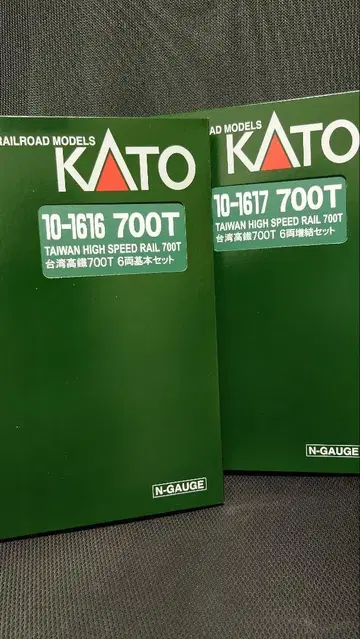 RAILROAD MODELS
KATO
10-1616 700T
TAIWAN HIGH SPEED RAIL 700T
台湾高鐵700T 6両基本セット
N-GAUGE
AD MODELS
KATO
10-1617 700T
TAIWAN HIGH SPEED RAIL 700T
台湾高鐵700T 6両増結セット
N-GAUGE